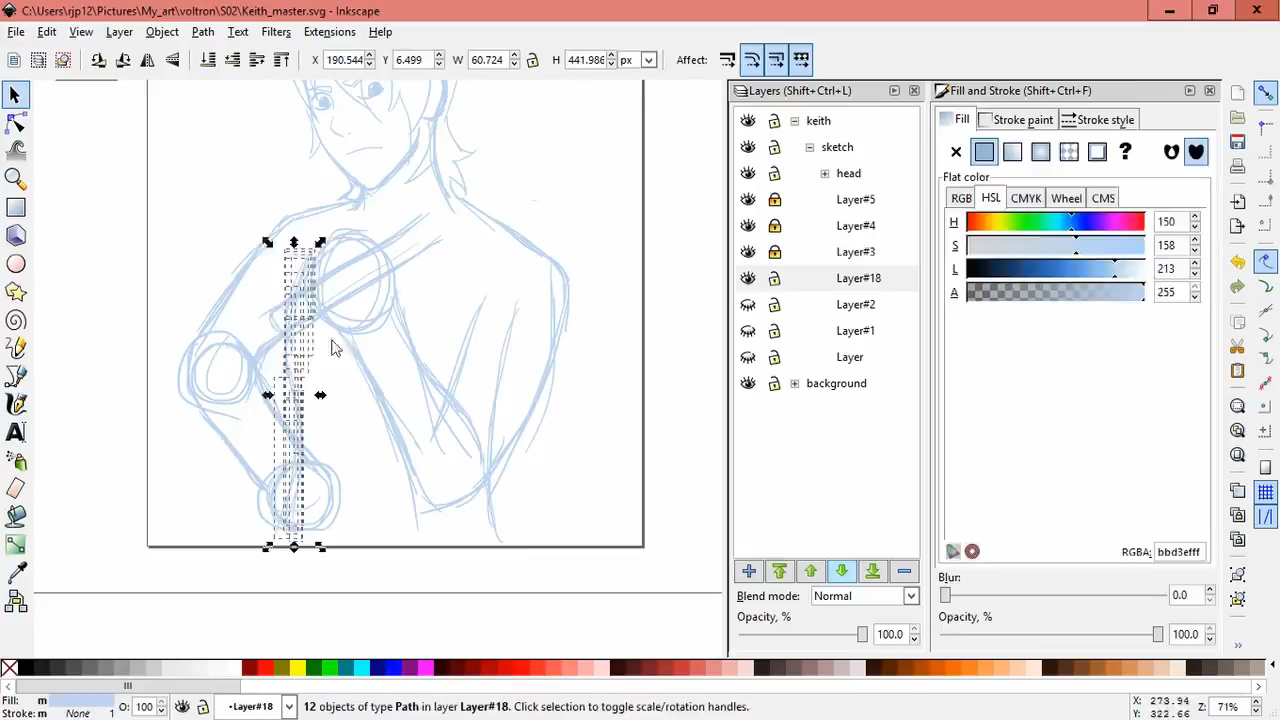 C:\Users\rjp12\Pictures\My_art\voltron\S02\Keith_master.svg - Inkscape
File Edit View Layer Object Path Text Filters Extensions Help
X 190.544 Y 6.499 W 60.724 H 441.986 px Affect:
Layers (Shift+Ctrl+L)
keith
sketch
head
Layer#5
Layer#4
Layer#3
Layer#18
Layer#2
Layer#1
Layer
background
Blend mode: Normal
Opacity, %
100.0
Fill and Stroke (Shift+Ctrl+F)
Fill Stroke paint Stroke style
?
Flat color
RGB HSL CMYK Wheel CMS
H 150
S 158
L 213
A 255
RGBA: bbd3efff
Blur:
0.0
Opacity, %
100.0
Fill: m
Stroke: m None 1
O: 100
•Layer#18
12 objects of type Path in layer Layer#18. Click selection to toggle scale/rotation handles.
X: 273.94
Y: 322.66
Z: 71%